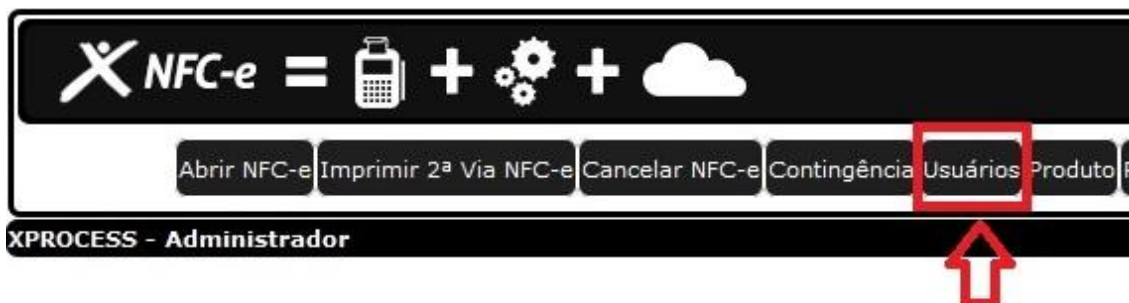 NFC-e = + +
Abrir NFC-e Imprimir 2ª Via NFC-e Cancelar NFC-e Contingência Usuários Produto
XPROCESS - Administrador